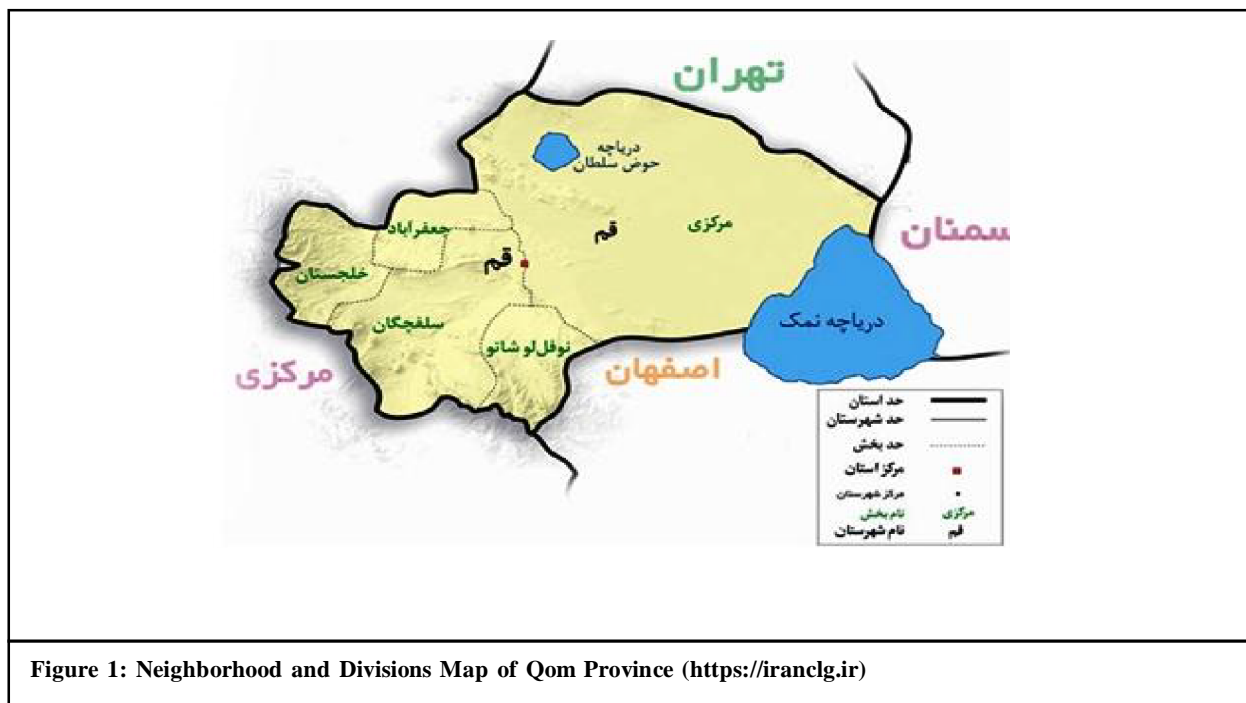 تهران
دریاچه
حوض سلطان
مرکزی
قم
سمنان
جعفرآباد
قم
خلجستان
سلفچگان
دریاچه نمک
نوفل‌لو شاتو
اصفهان
مرکزی
حد استان
حد شهرستان
حد بخش
مرکز استان
مرکز شهرستان
نام بخش مرکزی
نام شهرستان قم
Figure 1: Neighborhood and Divisions Map of Qom Province (https://iranclg.ir)